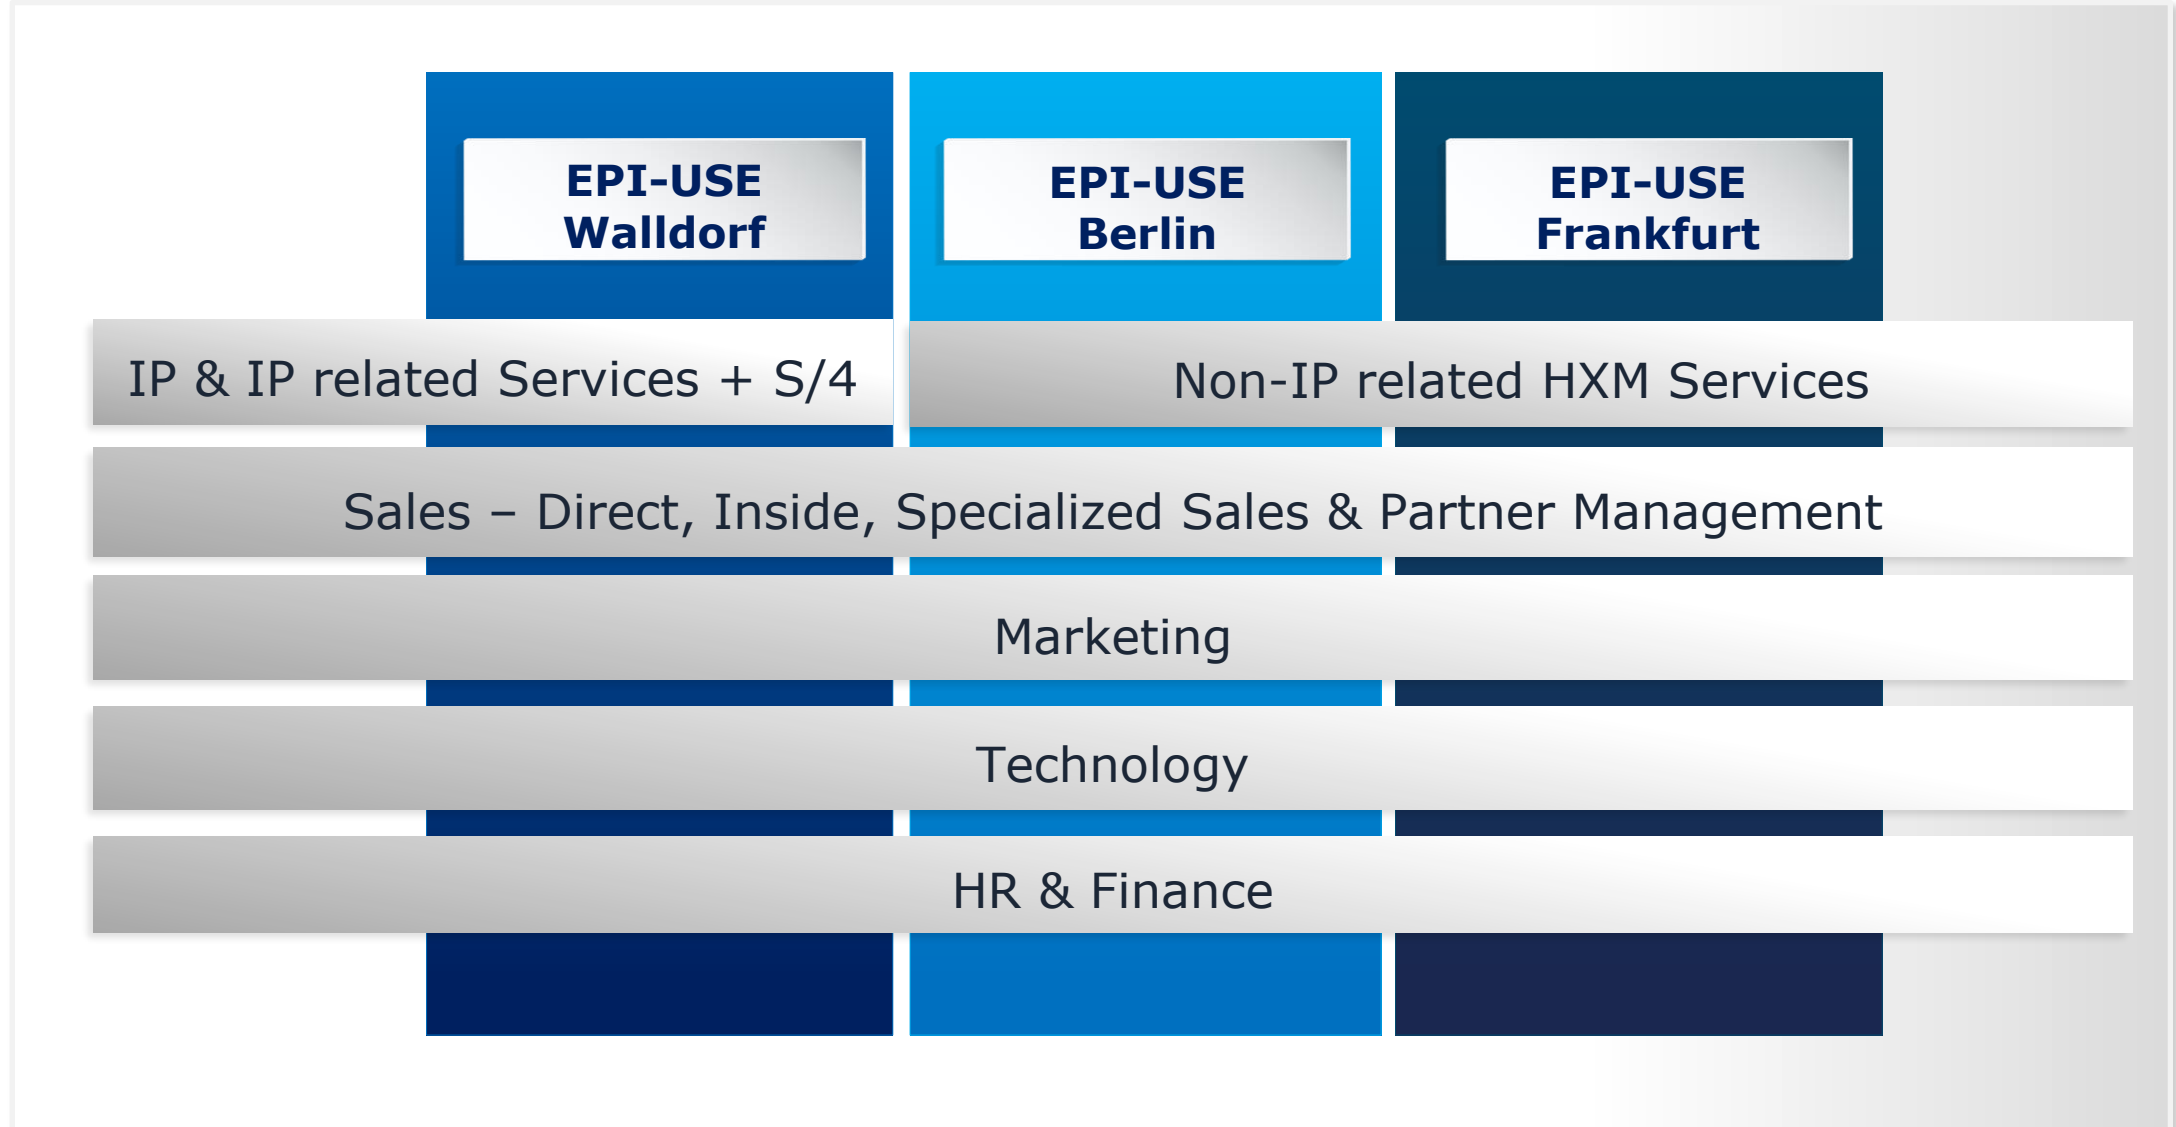 EPI-USE
Walldorf
EPI-USE
Berlin
EPI-USE
Frankfurt
IP & IP related Services + S/4
Non-IP related HXM Services
Sales – Direct, Inside, Specialized Sales & Partner Management
Marketing
Technology
HR & Finance